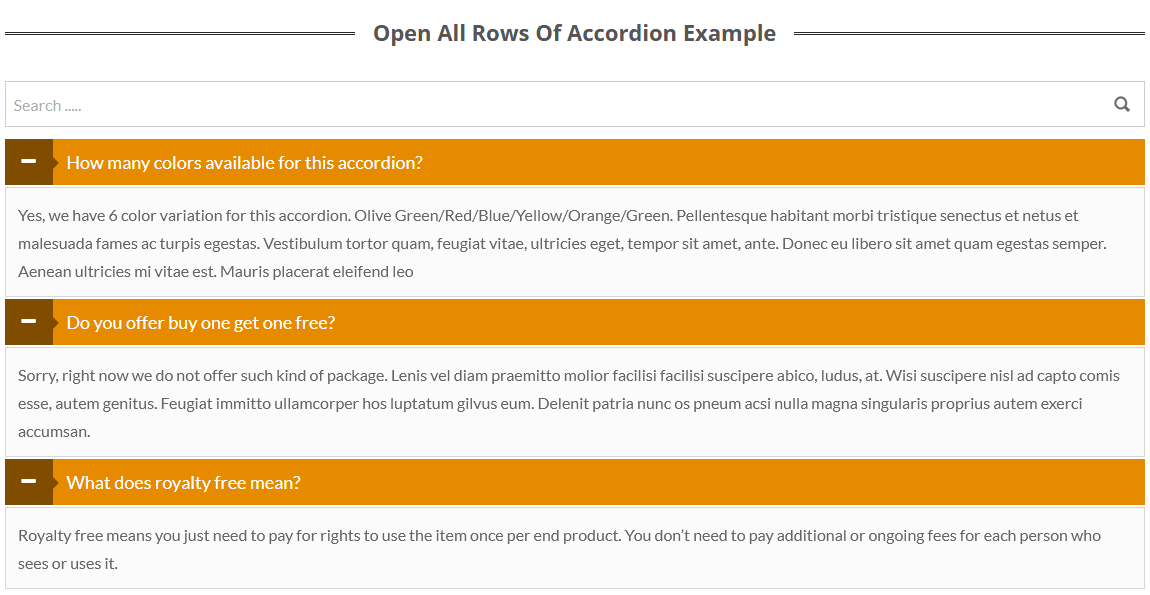 Open All Rows Of Accordion Example
Search .....
How many colors available for this accordion?
Yes, we have 6 color variation for this accordion. Olive Green/Red/Blue/Yellow/Orange/Green. Pellentesque habitant morbi tristique senectus et netus et
malesuada fames ac turpis egestas. Vestibulum tortor quam, feugiat vitae, ultricies eget, tempor sit amet, ante. Donec eu libero sit amet quam egestas semper.
Aenean ultricies mi vitae est. Mauris placerat eleifend leo
Do you offer buy one get one free?
Sorry, right now we do not offer such kind of package. Lenis vel diam praemitto molior facilisi facilisi suscipere abico, ludus, at. Wisi suscipere nisl ad capto comis
esse, autem genitus. Feugiat immitto ullamcorper hos luptatum gilvus eum. Delenit patria nunc os pneum acsi nulla magna singularis proprius autem exerci
accumsan.
What does royalty free mean?
Royalty free means you just need to pay for rights to use the item once per end product. You don’t need to pay additional or ongoing fees for each person who
sees or uses it.